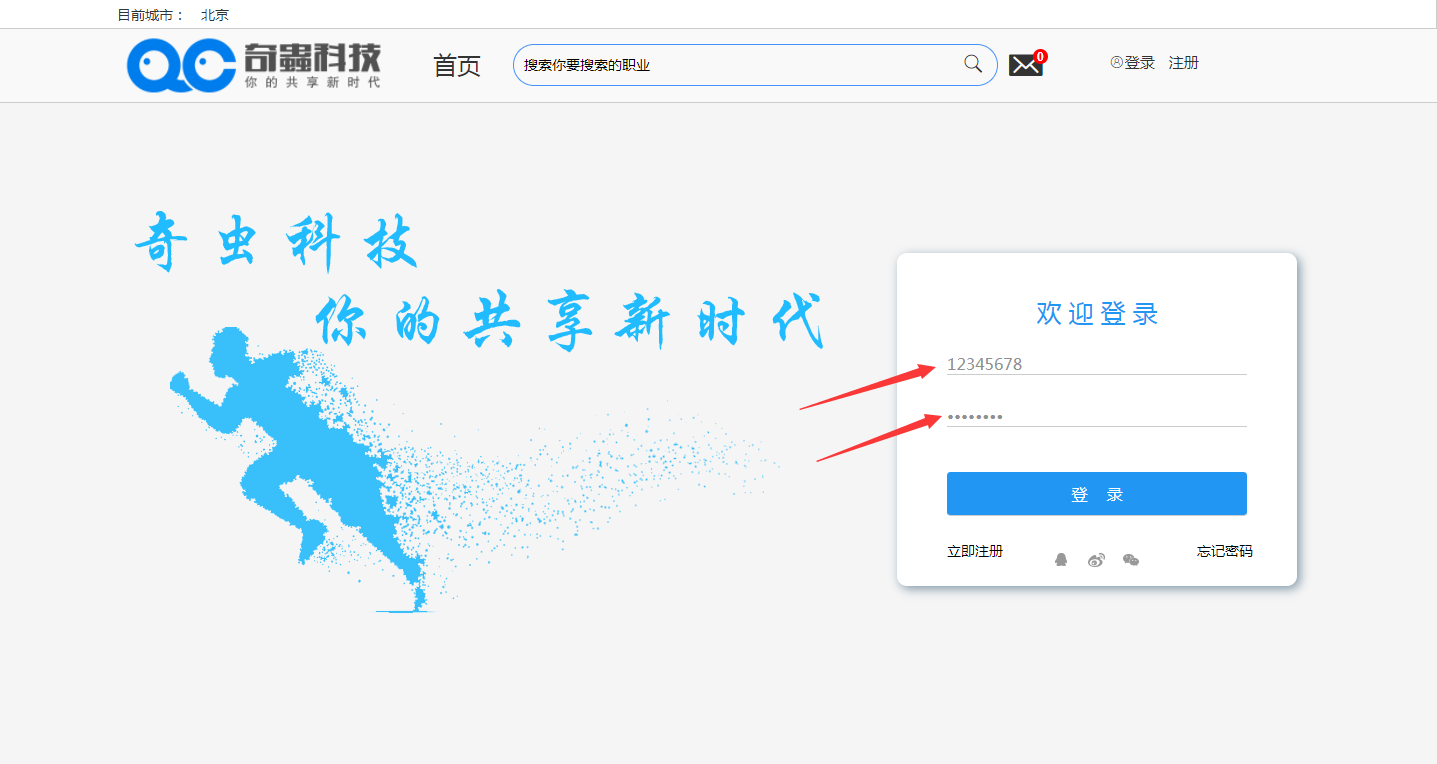 目前城市： 北京
QC 奇蟲科技
你的共享新时代
首页
搜索你要搜索的职业
0
®登录 注册
奇虫科技
你的共享新时代
欢迎登录
12345678
••••••••
登 录
立即注册
忘记密码